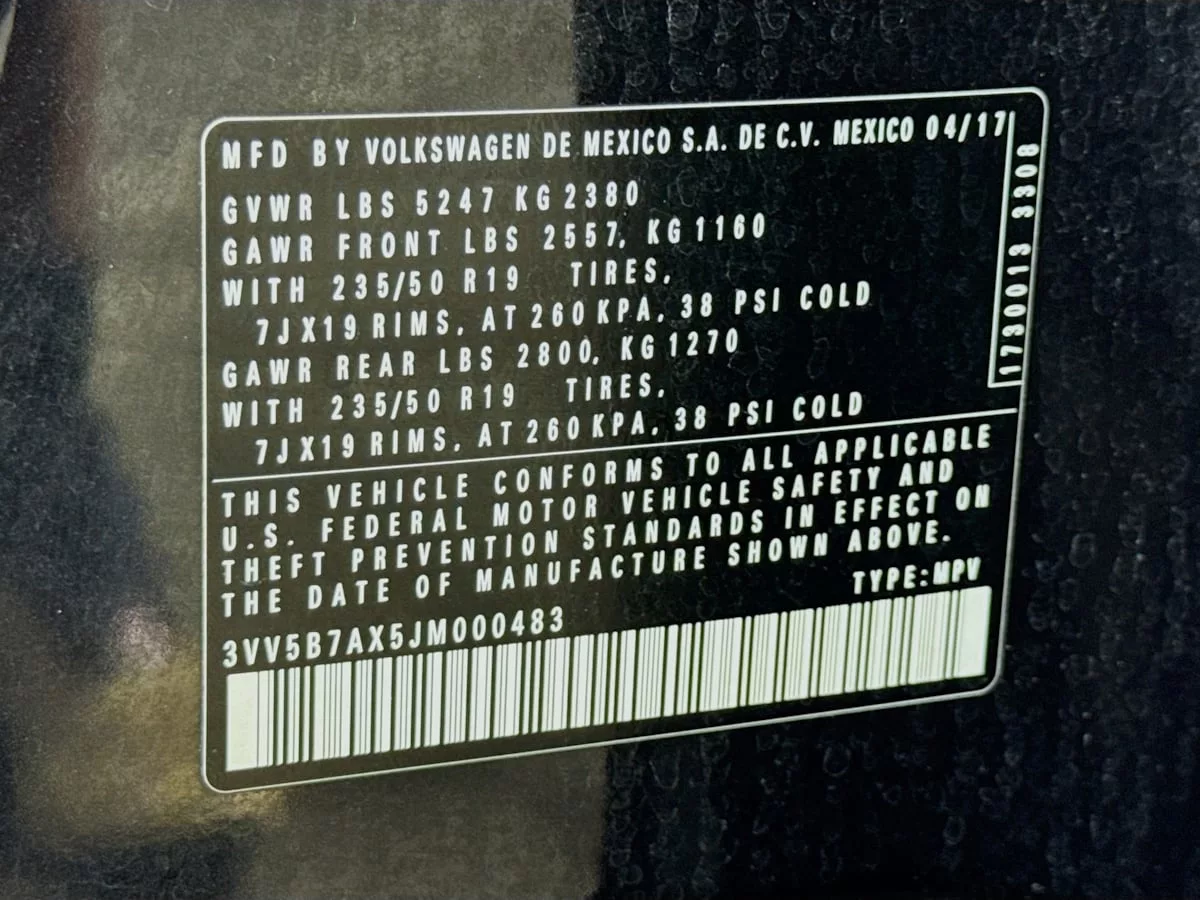 MFD BY VOLKSWAGEN DE MEXICO S.A. DE C.V. MEXICO 04/17
GVWR LBS 5247 KG 2380
GAWR FRONT LBS 2557, KG 1160
WITH 235/50 R19 TIRES,
7J X19 RIMS, AT 260 KPA, 38 PSI COLD
GAWR REAR LBS 2800, KG 1270
WITH 235/50 R19 TIRES,
7J X19 RIMS, AT 260 KPA, 38 PSI COLD
1730013 3308
THIS VEHICLE CONFORMS TO ALL APPLICABLE
U.S. FEDERAL MOTOR VEHICLE SAFETY AND
THEFT PREVENTION STANDARDS IN EFFECT ON
THE DATE OF MANUFACTURE SHOWN ABOVE.
TYPE:MPV
3VV5B7AX5JM000483